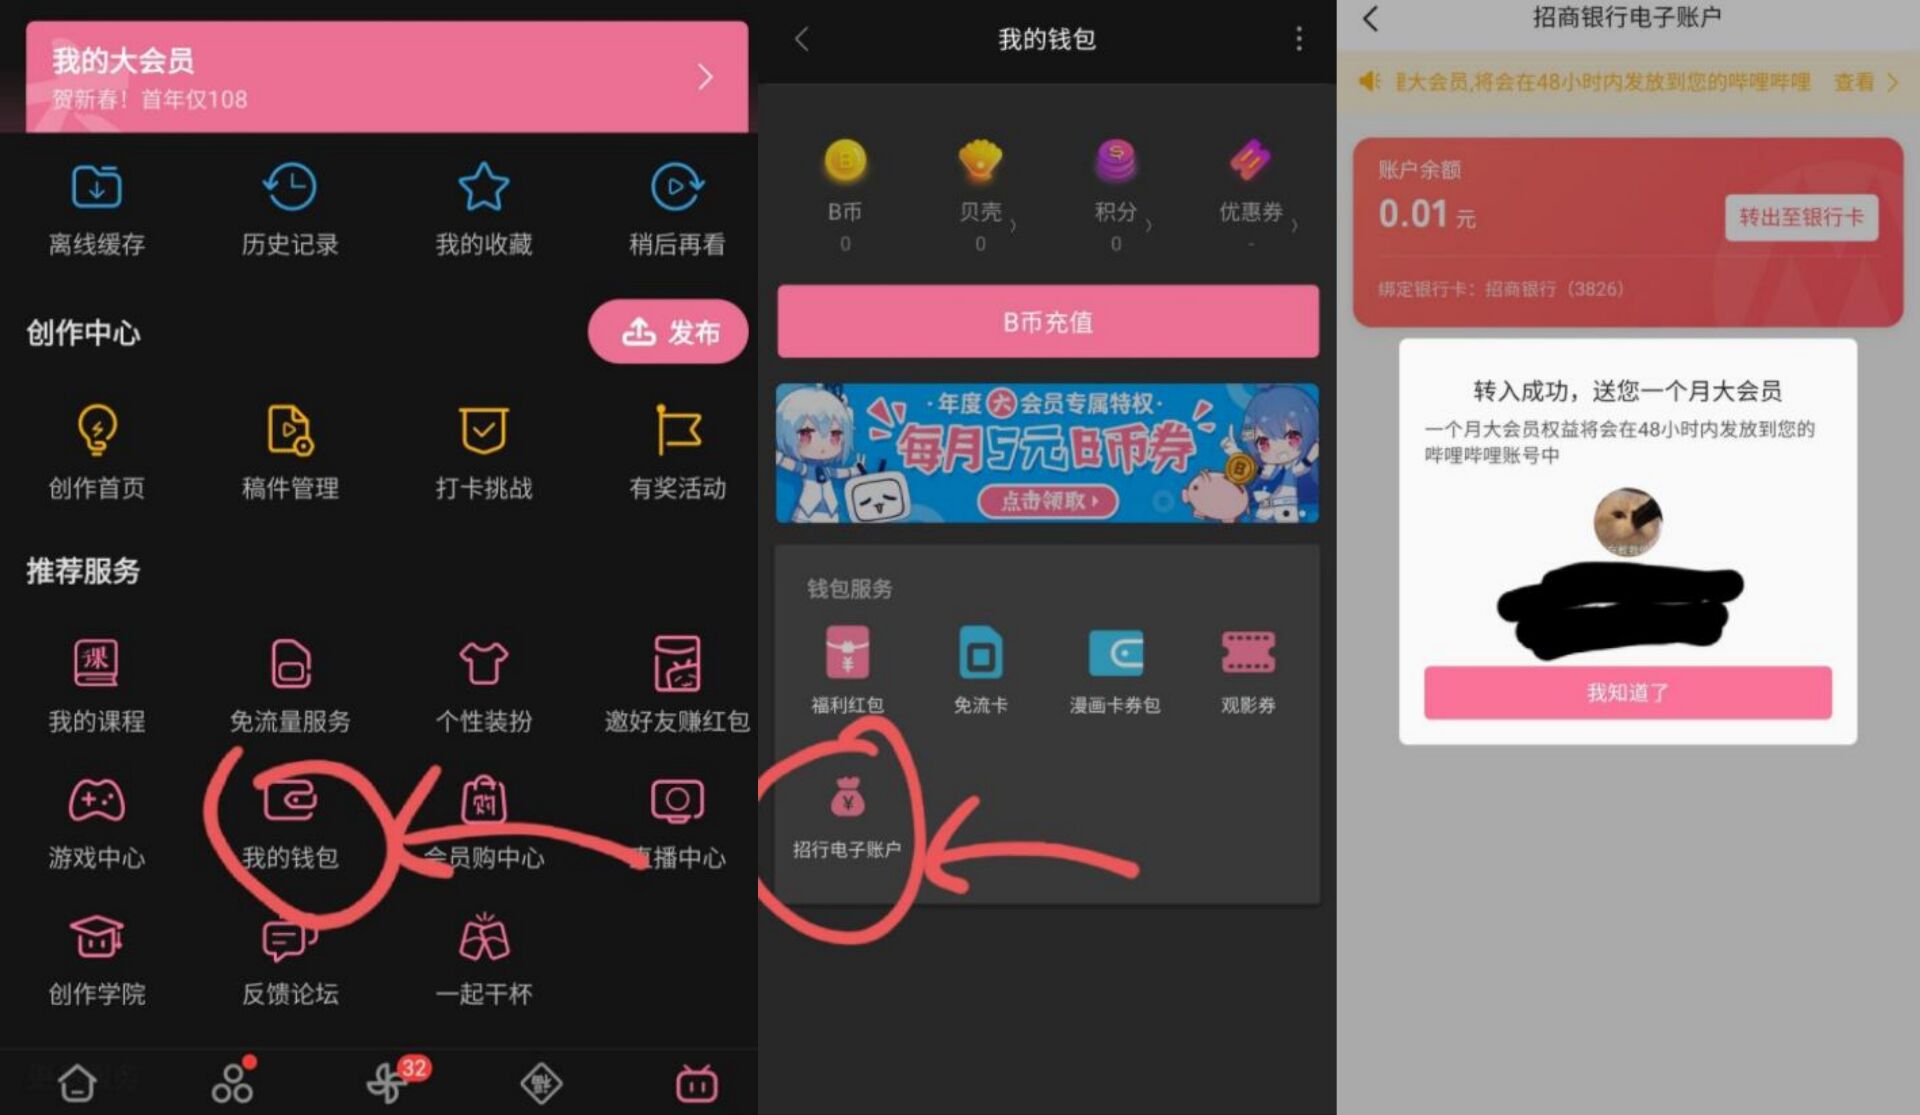 我的大会员
贺新春！首年仅108
离线缓存
历史记录
我的收藏
稍后再看
创作中心
发布
创作首页
稿件管理
打卡挑战
有奖活动
推荐服务
课
我的课程
免流量服务
个性装扮
邀好友赚红包
游戏中心
我的钱包
购
会员购中心
直播中心
创作学院
反馈论坛
一起干杯
32
福
我的钱包
B币
0
贝壳
0
积分
0
优惠券
-
B币充值
·年度大会员专属特权·
每月5元B币券
点击领取
钱包服务
福利红包
免流卡
漫画卡券包
观影券
招行电子账户
招商银行电子账户
大会员,将会在48小时内发放到您的哔哩哔哩
查看
账户余额
0.01 元
转出至银行卡
绑定银行卡：招商银行（3826）
转入成功，送您一个月大会员
一个月大会员权益将会在48小时内发放到您的
哔哩哔哩账号中
我知道了